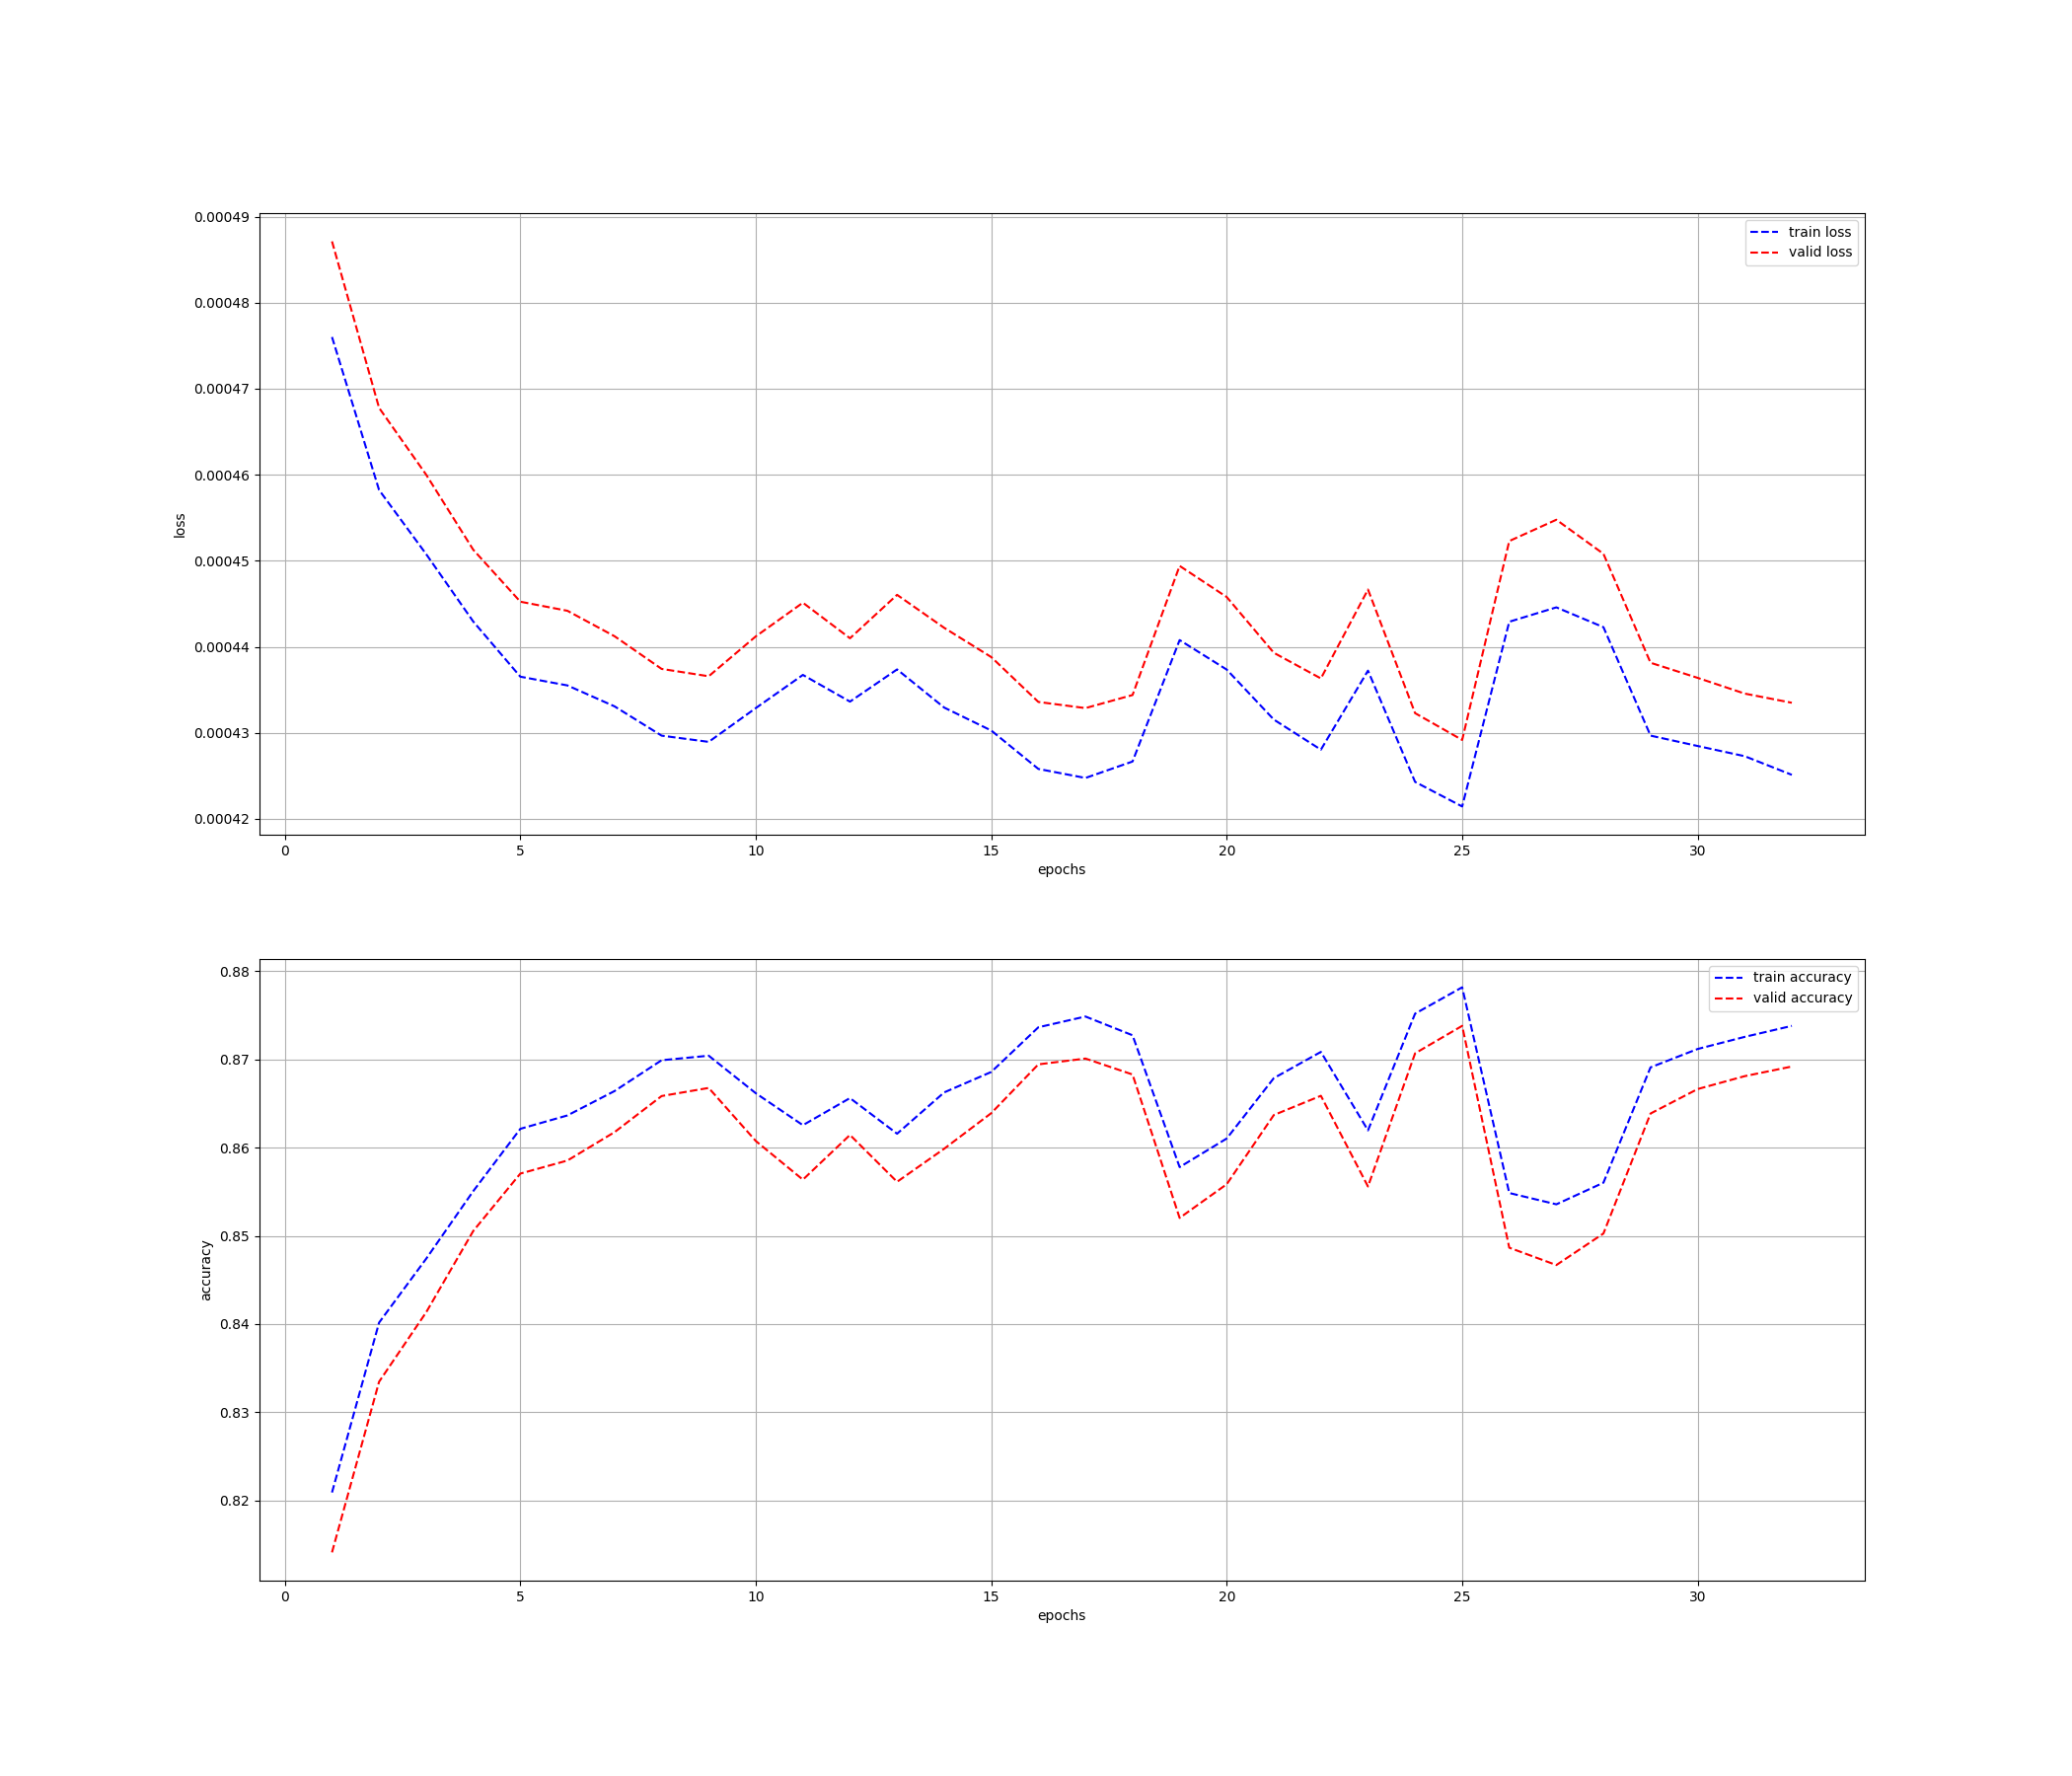 0.00049
0.00048
0.00047
0.00046
0.00045
0.00044
0.00043
0.00042
loss
train loss
valid loss
0 5 10 15 20 25 30
epochs
0.88
0.87
0.86
0.85
0.84
0.83
0.82
accuracy
train accuracy
valid accuracy
0 5 10 15 20 25 30
epochs